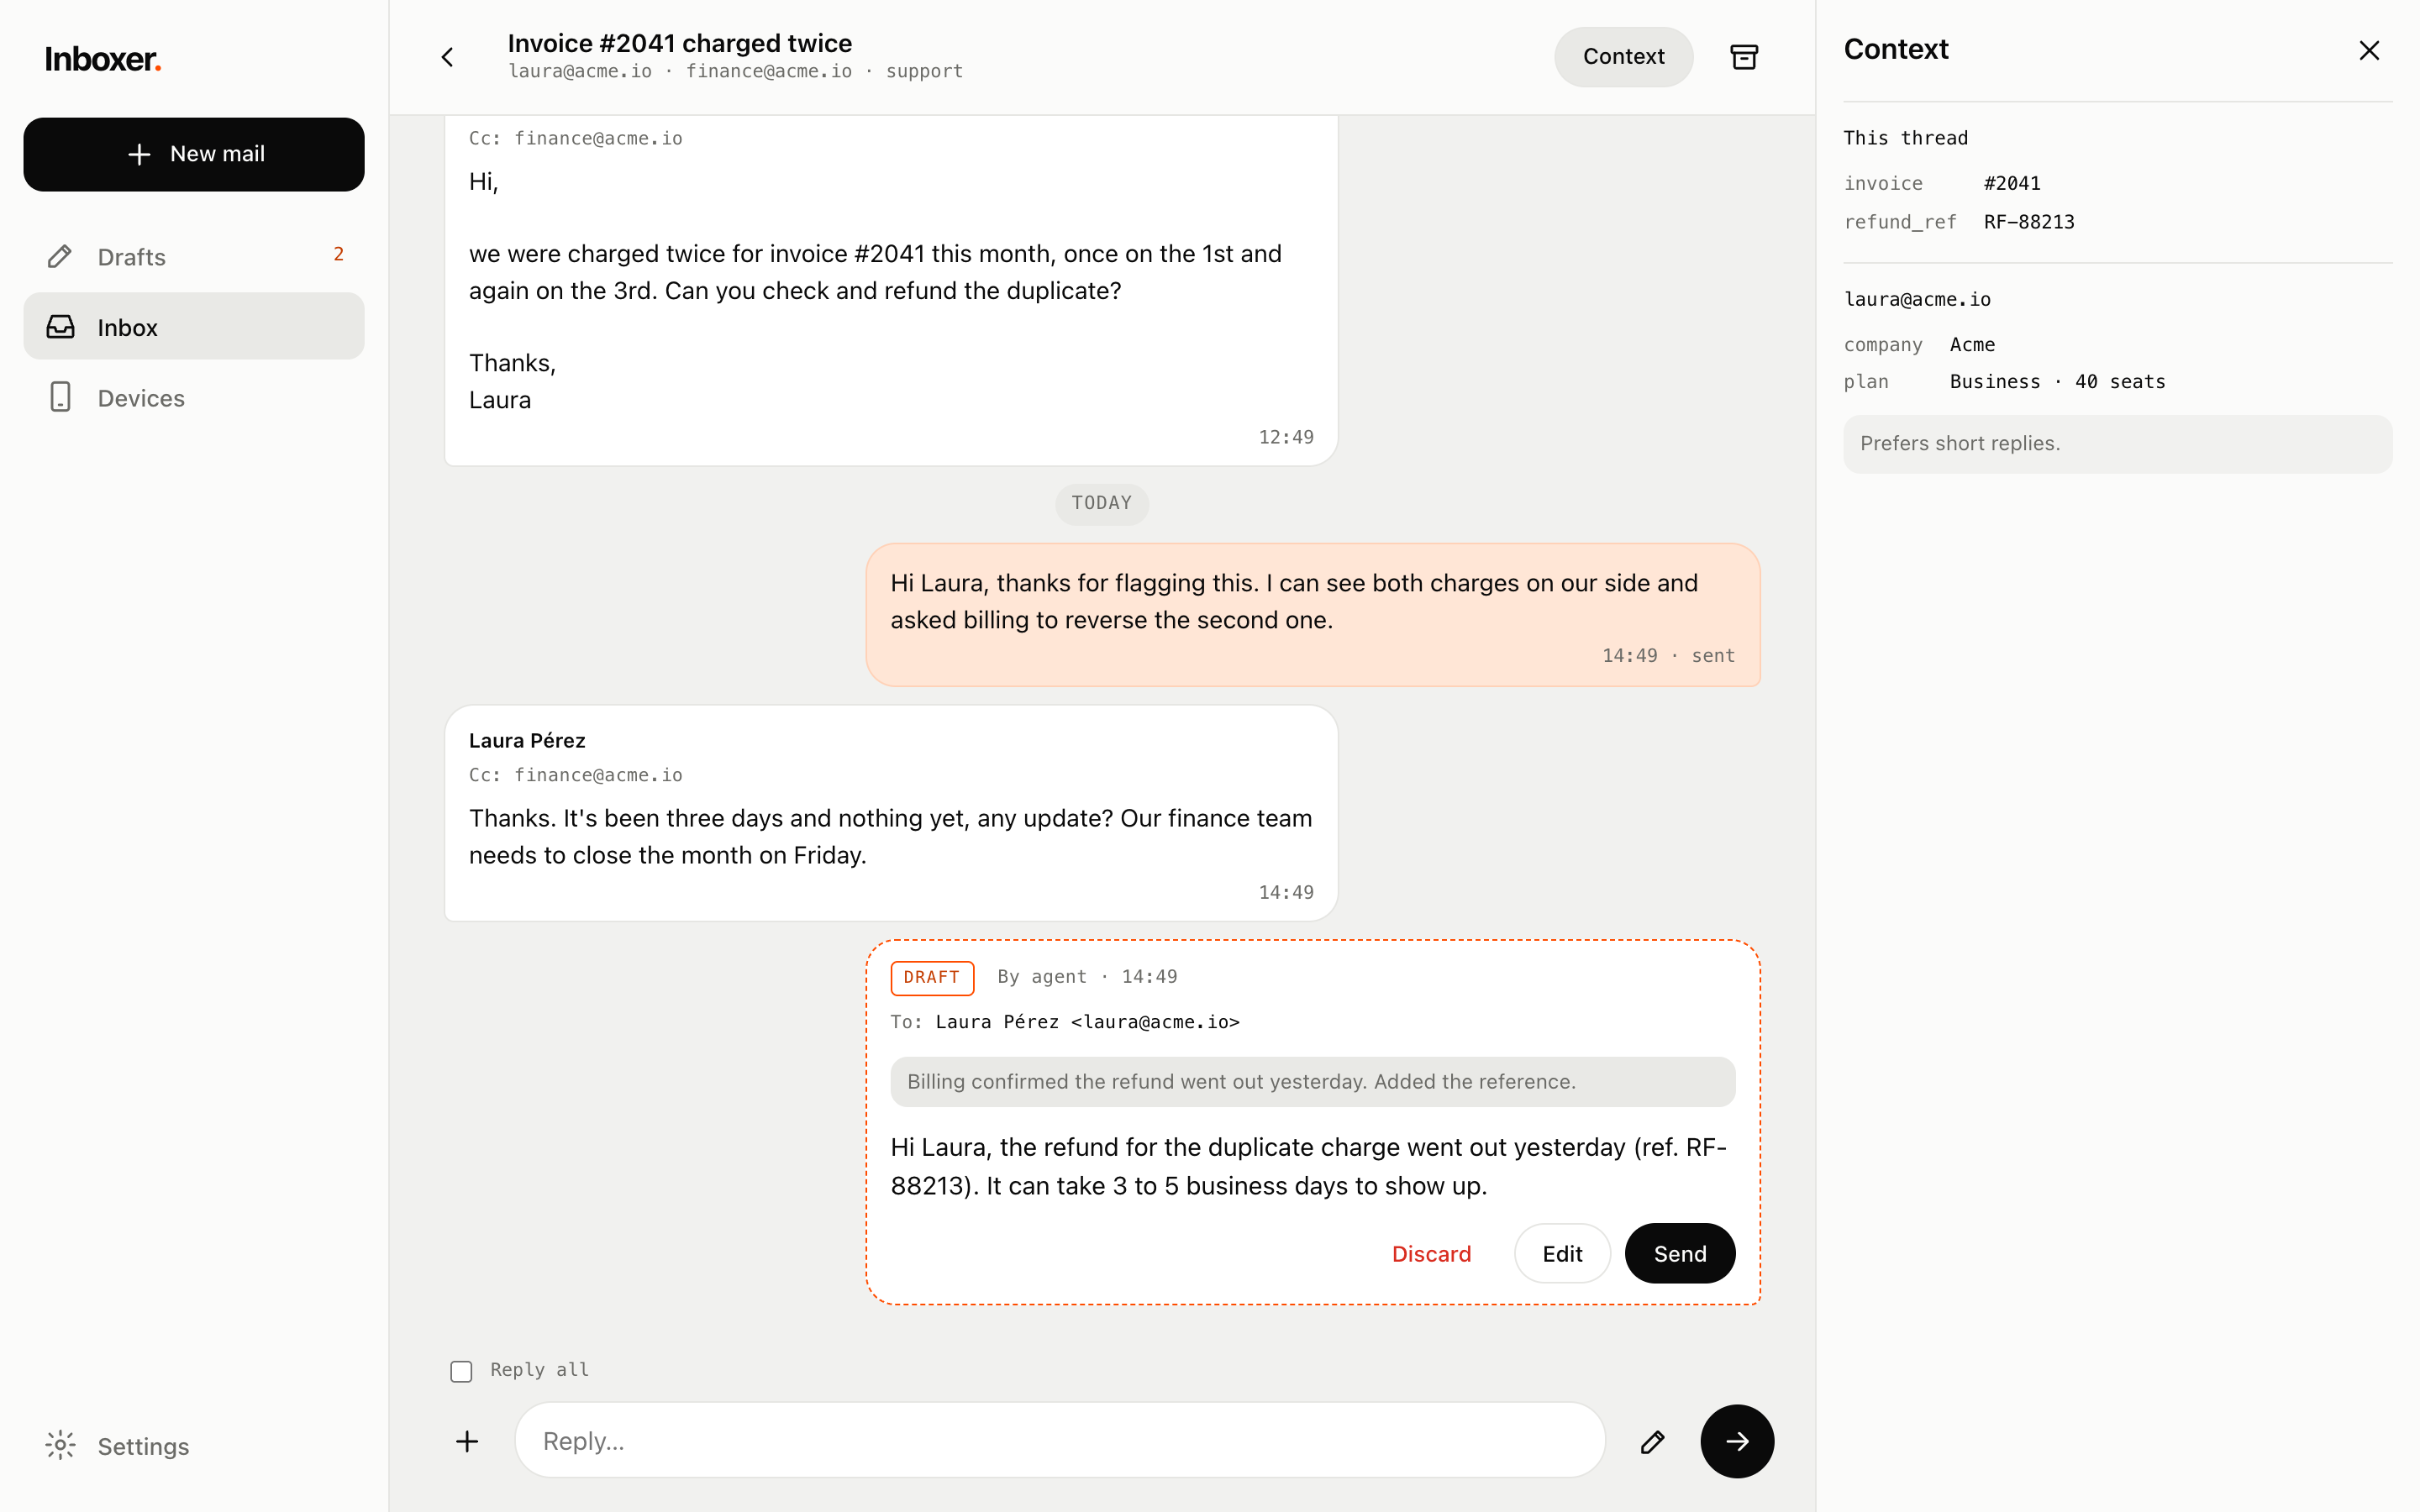 Inboxer.
New mail
Drafts 2
Inbox
Devices
Settings
Invoice #2041 charged twice
laura@acme.io · finance@acme.io · support
Context
Cc: finance@acme.io
Hi,
we were charged twice for invoice #2041 this month, once on the 1st and
again on the 3rd. Can you check and refund the duplicate?
Thanks,
Laura
12:49
TODAY
Hi Laura, thanks for flagging this. I can see both charges on our side and
asked billing to reverse the second one.
14:49 · sent
Laura Pérez
Cc: finance@acme.io
Thanks. It's been three days and nothing yet, any update? Our finance team
needs to close the month on Friday.
14:49
DRAFT By agent · 14:49
To: Laura Pérez <laura@acme.io>
Billing confirmed the refund went out yesterday. Added the reference.
Hi Laura, the refund for the duplicate charge went out yesterday (ref. RF-
88213). It can take 3 to 5 business days to show up.
Discard Edit Send
Reply all
Reply...
Context
This thread
invoice #2041
refund_ref RF-88213
laura@acme.io
company Acme
plan Business · 40 seats
Prefers short replies.